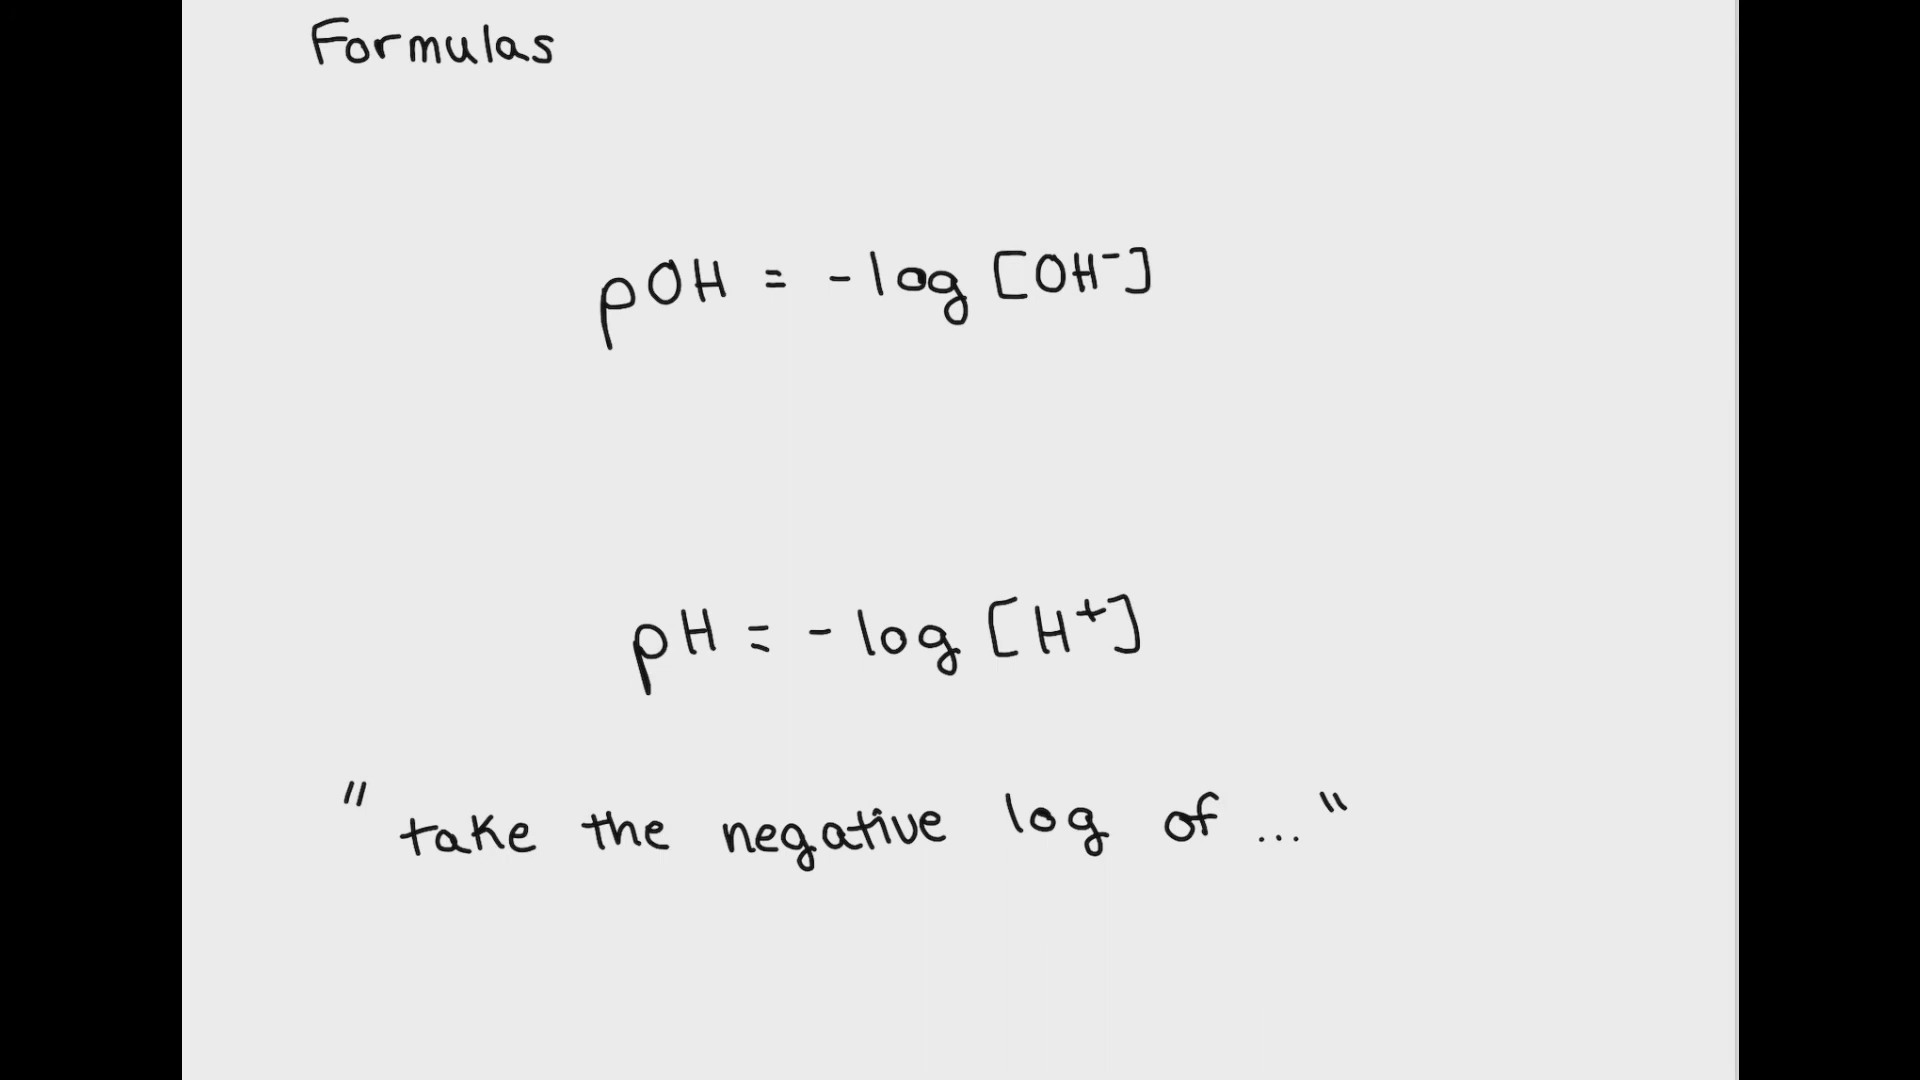 Formulas
pOH = -log [OH⁻]
pH = -log [H⁺]
"take the negative log of ..."